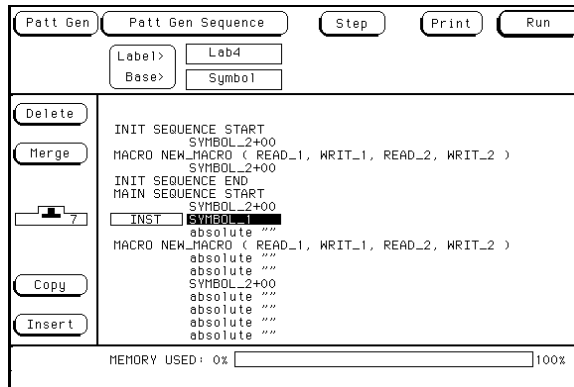 Patt Gen Patt Gen Sequence Step Print Run
Label> Lab4
Base> Symbol
Delete
INIT SEQUENCE START
SYMBOL_2+00
Merge MACRO NEW_MACRO ( READ_1, WRIT_1, READ_2, WRIT_2 )
SYMBOL_2+00
INIT SEQUENCE END
MAIN SEQUENCE START
SYMBOL_2+00
7 INST SYMBOL_1
absolute ""
MACRO NEW_MACRO ( READ_1, WRIT_1, READ_2, WRIT_2 )
absolute ""
absolute ""
Copy SYMBOL_2+00
absolute ""
absolute ""
Insert absolute ""
absolute ""
MEMORY USED: 0% 100%